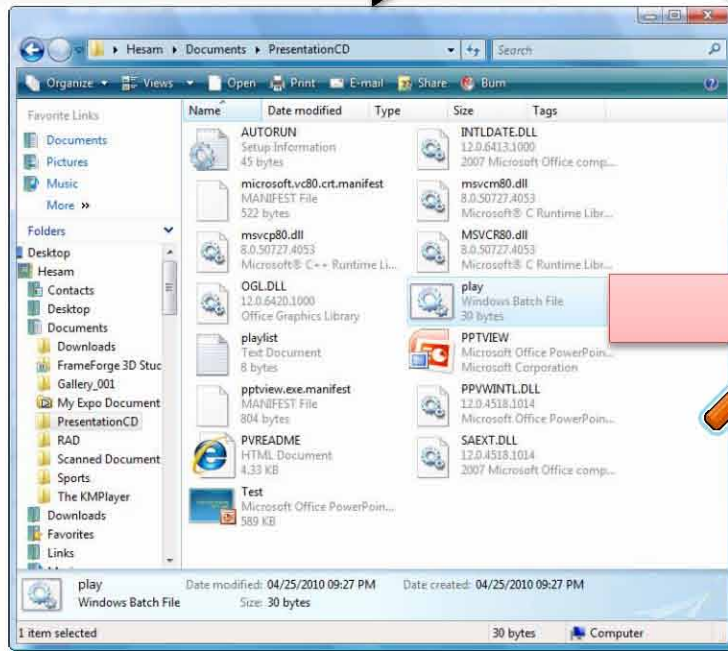 Hesam ▸ Documents ▸ PresentationCD
Search
Organize Views Open Print E-mail Share Burn
Favorite Links
Documents
Pictures
Music
More »
Folders
Desktop
Hesam
Contacts
Desktop
Documents
Downloads
FrameForge 3D Stuc
Gallery_001
My Expo Document
PresentationCD
RAD
Scanned Document
Sports
The KMPlayer
Downloads
Favorites
Links
Name Date modified Type Size Tags
AUTORUN
Setup Information
45 bytes
INTLDATE.DLL
12.0.6413.1000
2007 Microsoft Office comp...
microsoft.vc80.crt.manifest
MANIFEST File
522 bytes
msvcm80.dll
8.0.50727.4053
Microsoft® C Runtime Libr...
msvcp80.dll
8.0.50727.4053
Microsoft® C++ Runtime Li...
MSVCR80.dll
8.0.50727.4053
Microsoft® C Runtime Libr...
OGL.DLL
12.0.6420.1000
Office Graphics Library
play
Windows Batch File
30 bytes
playlist
Text Document
8 bytes
PPTVIEW
Microsoft Office PowerPoin...
Microsoft Corporation
pptview.exe.manifest
MANIFEST File
804 bytes
PPVWINTL.DLL
12.0.4518.1014
Microsoft Office PowerPoin...
PVREADME
HTML Document
4.33 KB
SAEXT.DLL
12.0.4518.1014
2007 Microsoft Office comp...
Test
Microsoft Office PowerPoin...
589 KB
play Date modified: 04/25/2010 09:27 PM Date created: 04/25/2010 09:27 PM
Windows Batch File Size: 30 bytes
1 item selected 30 bytes Computer